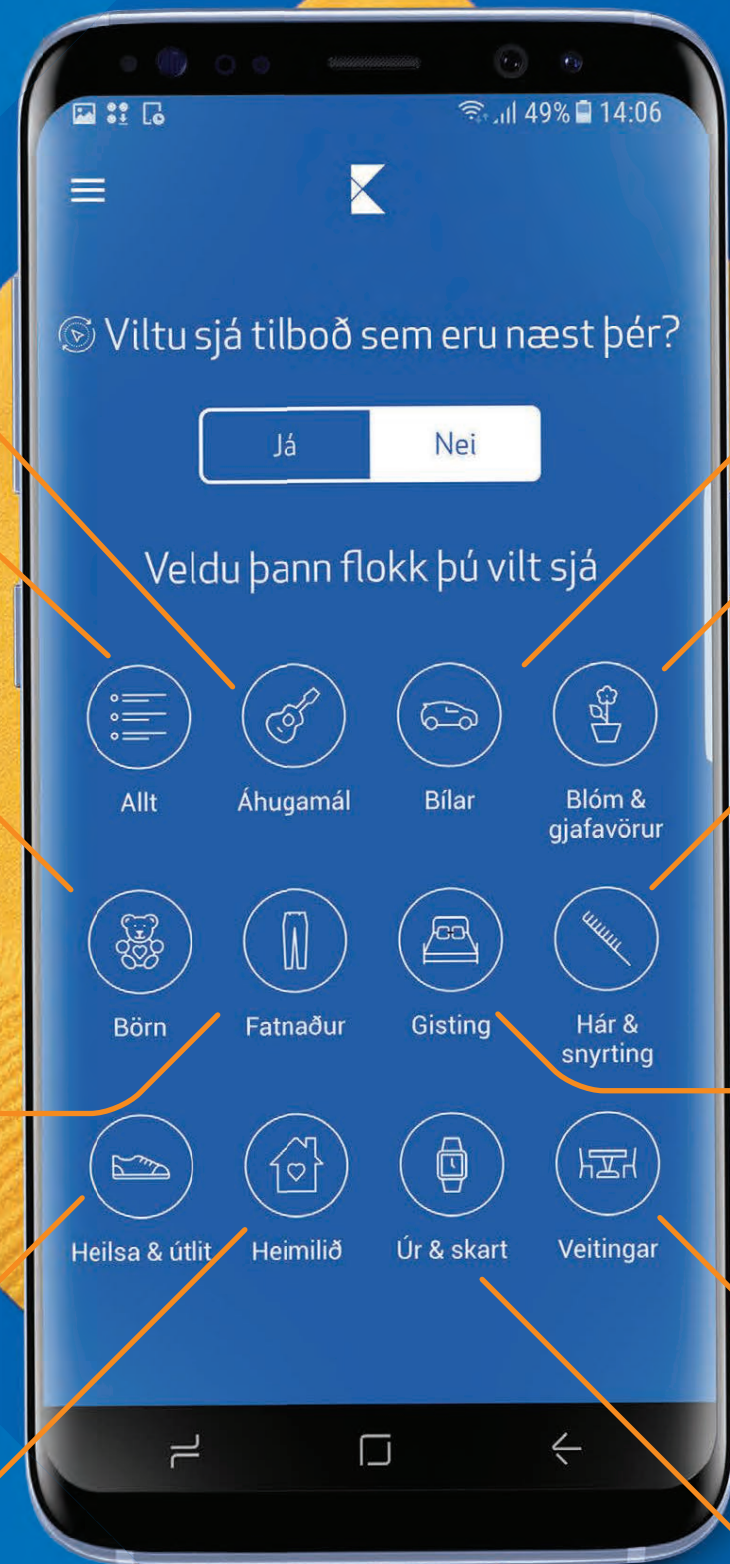 49% 14:06
Viltu sjá tilboð sem eru næst þér?
Já Nei
Veldu þann flokk þú vilt sjá
Allt
Áhugamál
Bílar
Blóm &
gjafavörur
Börn
Fatnaður
Gisting
Hár &
snyrting
Heilsa & útlit
Heimilið
Úr & skart
Veitingar